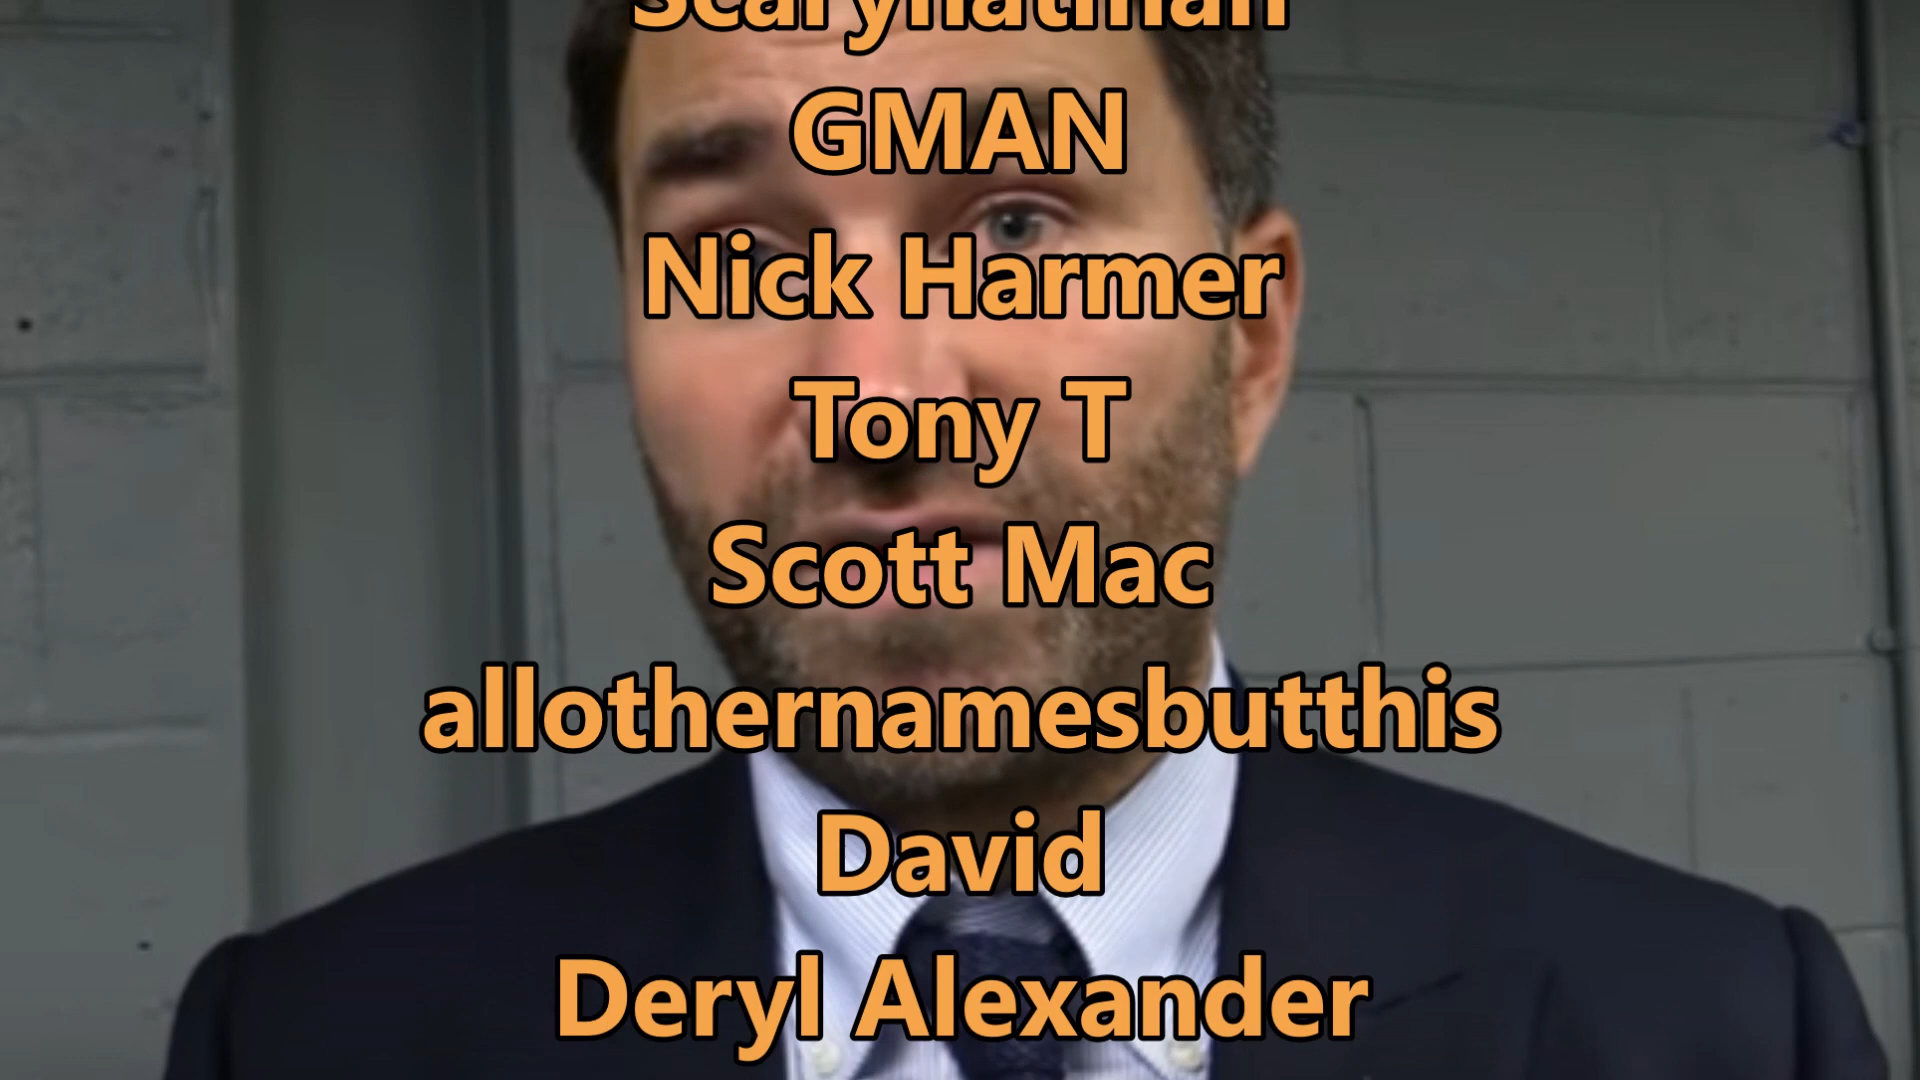 GMAN
Nick Harmer
Tony T
Scott Mac
allothernamesbutthis
David
Deryl Alexander